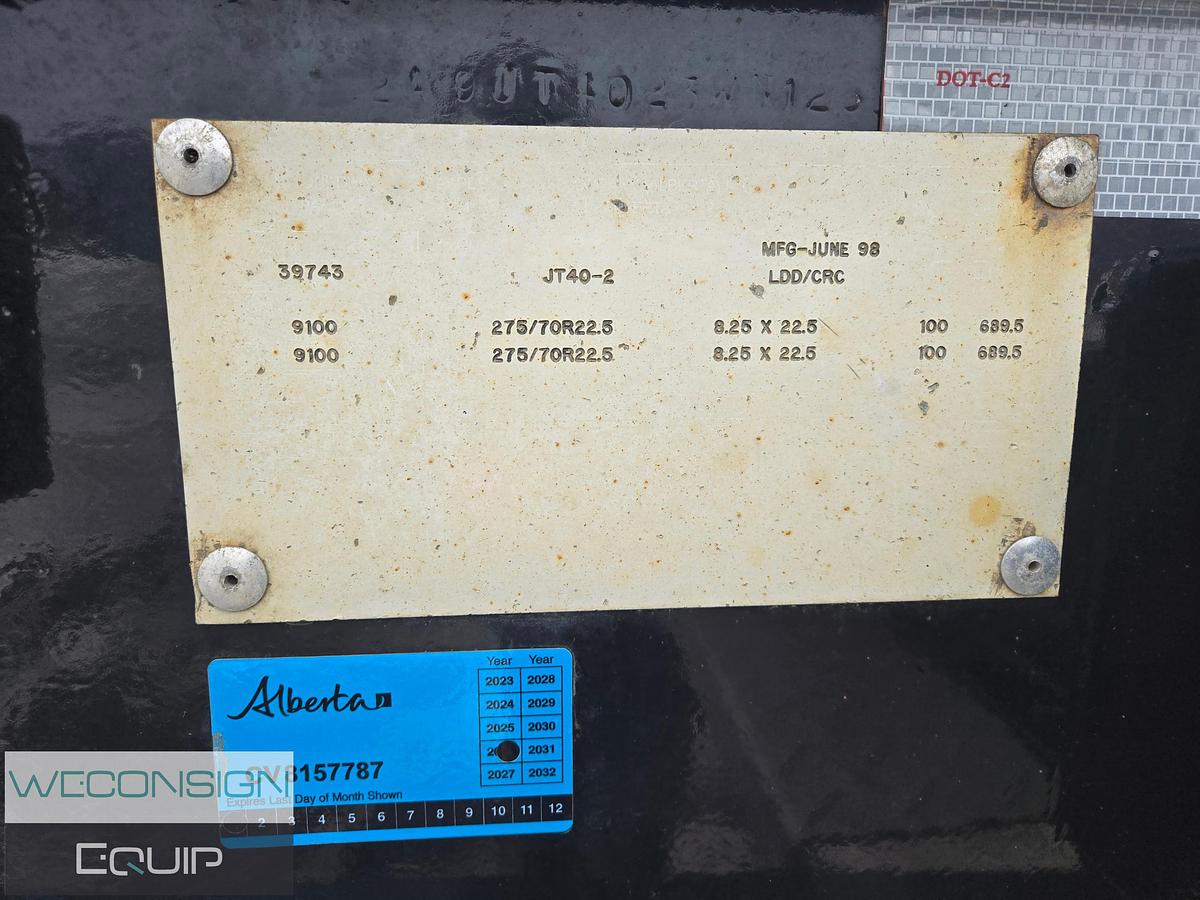 DOT-C2
MFG-JUNE 98
39743 JT40-2 LDD/CRC
9100 275/70R22.5 8.25 X 22.5 100 689.5
9100 275/70R22.5 8.25 X 22.5 100 689.5
Alberta
Year Year
2023 2028
2024 2029
2025 2030
2031
2027 2032
CV8157787
Expires Last Day of Month Shown
2 3 4 5 6 7 8 9 10 11 12
WECONSIGN
EQUIP